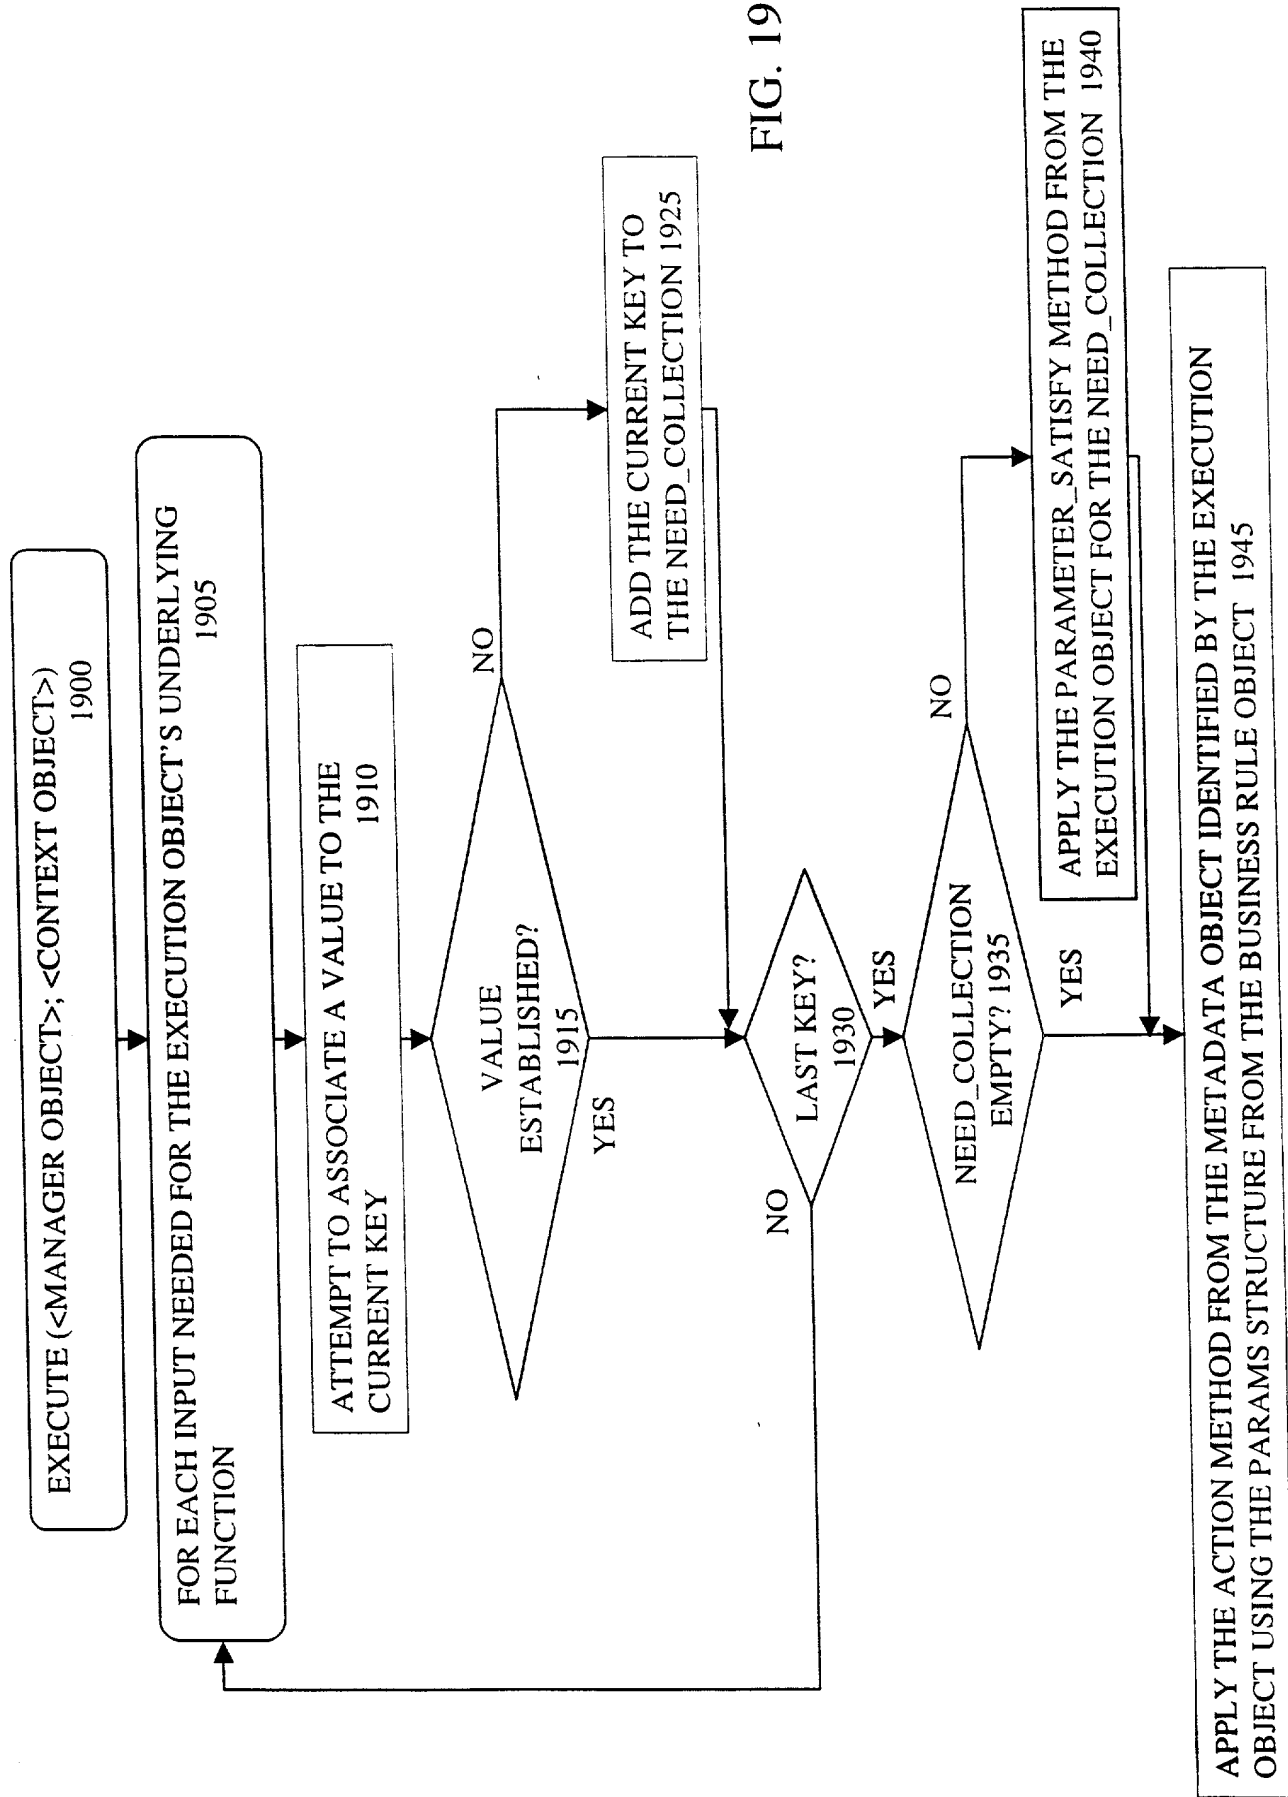 EXECUTE (<MANAGER OBJECT>; <CONTEXT OBJECT>)
1900
FOR EACH INPUT NEEDED FOR THE EXECUTION OBJECT'S UNDERLYING
FUNCTION
1905
ATTEMPT TO ASSOCIATE A VALUE TO THE
CURRENT KEY
1910
VALUE
ESTABLISHED?
1915
NO
YES
ADD THE CURRENT KEY TO
THE NEED_COLLECTION 1925
LAST KEY?
1930
NO
YES
NEED_COLLECTION
EMPTY? 1935
NO
YES
APPLY THE PARAMETER_SATISFY METHOD FROM THE
EXECUTION OBJECT FOR THE NEED_COLLECTION 1940
APPLY THE ACTION METHOD FROM THE METADATA OBJECT IDENTIFIED BY THE EXECUTION
OBJECT USING THE PARAMS STRUCTURE FROM THE BUSINESS RULE OBJECT 1945
FIG. 19